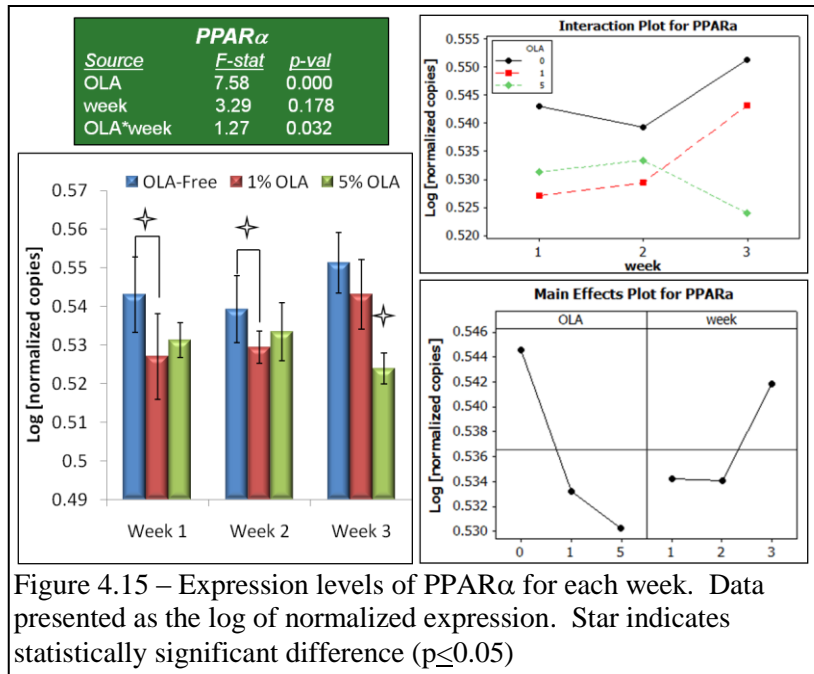 PPARα
Source F-stat p-val
OLA 7.58 0.000
week 3.29 0.178
OLA*week 1.27 0.032
OLA-Free 1% OLA 5% OLA
Log [normalized copies]
0.57
0.56
0.55
0.54
0.53
0.52
0.51
0.5
0.49
Week 1 Week 2 Week 3
Interaction Plot for PPARa
Log [normalized copies]
0.555
0.550
0.545
0.540
0.535
0.530
0.525
0.520
OLA
0
1
5
1 2 3
week
Main Effects Plot for PPARa
OLA week
Log [normalized copies]
0.546
0.544
0.542
0.540
0.538
0.536
0.534
0.532
0.530
0 1 5 1 2 3
Figure 4.15 – Expression levels of PPARα for each week. Data
presented as the log of normalized expression. Star indicates
statistically significant difference (p≤0.05)